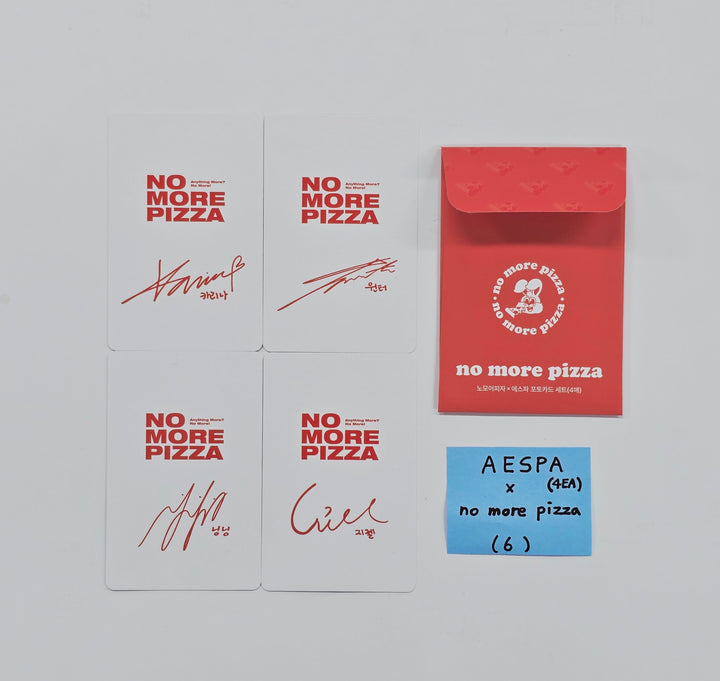 NO
MORE
PIZZA
Anything More?
No More!
카리나
NO
MORE
PIZZA
Anything More?
No More!
윈터
NO
MORE
PIZZA
Anything More?
No More!
닝닝
NO
MORE
PIZZA
Anything More?
No More!
지젤
no more pizza
no more pizza
no more pizza
노모어피자 × 에스파 포토카드 세트(4매)
AESPA
x (4EA)
no more pizza
(6)